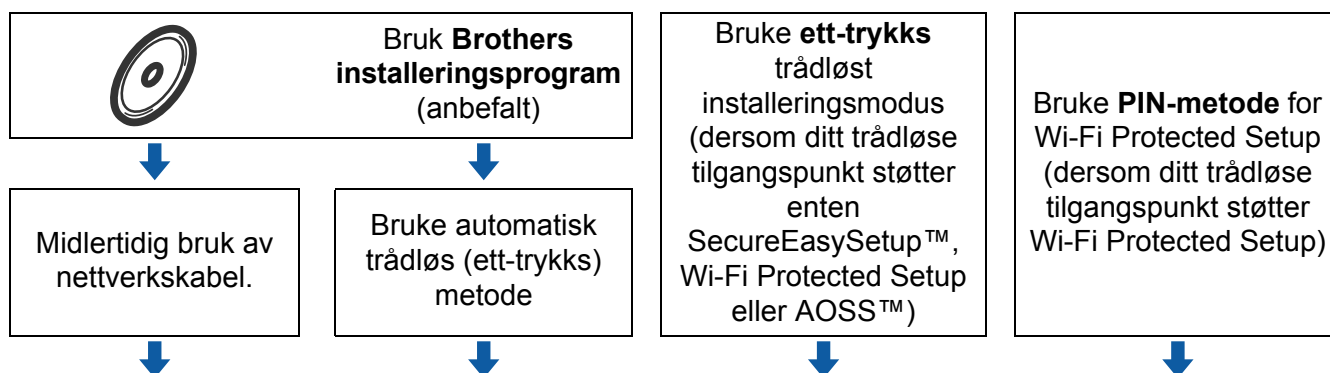 Bruk Brothers
installeringsprogram
(anbefalt)
Midlertidig bruk av
nettverkskabel.
Bruke automatisk
trådløs (ett-trykks)
metode
Bruke ett-trykks
trådløst
installeringsmodus
(dersom ditt trådløse
tilgangspunkt støtter
enten
SecureEasySetup™,
Wi-Fi Protected Setup
eller AOSS™)
Bruke PIN-metode for
Wi-Fi Protected Setup
(dersom ditt trådløse
tilgangspunkt støtter
Wi-Fi Protected Setup)